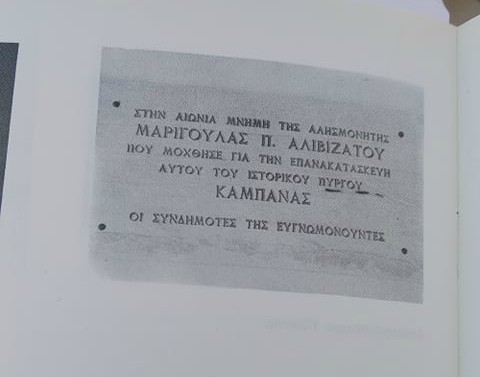 ΣΤΗΝ ΑΙΩΝΙΑ ΜΝΗΜΗ ΤΗΣ ΑΛΗΣΜΟΝΗΤΗΣ
ΜΑΡΙΓΟΥΛΑΣ Π. ΑΛΙΒΙΖΑΤΟΥ
ΠΟΥ ΜΟΧΘΗΣΕ ΓΙΑ ΤΗΝ ΕΠΑΝΑΚΑΤΑΣΚΕΥΗ
ΑΥΤΟΥ ΤΟΥ ΙΣΤΟΡΙΚΟΥ ΠΥΡΓΟΥ
ΚΑΜΠΑΝΑΣ
ΟΙ ΣΥΝΔΗΜΟΤΕΣ ΤΗΣ ΕΥΓΝΩΜΟΝΟΥΝΤΕΣ